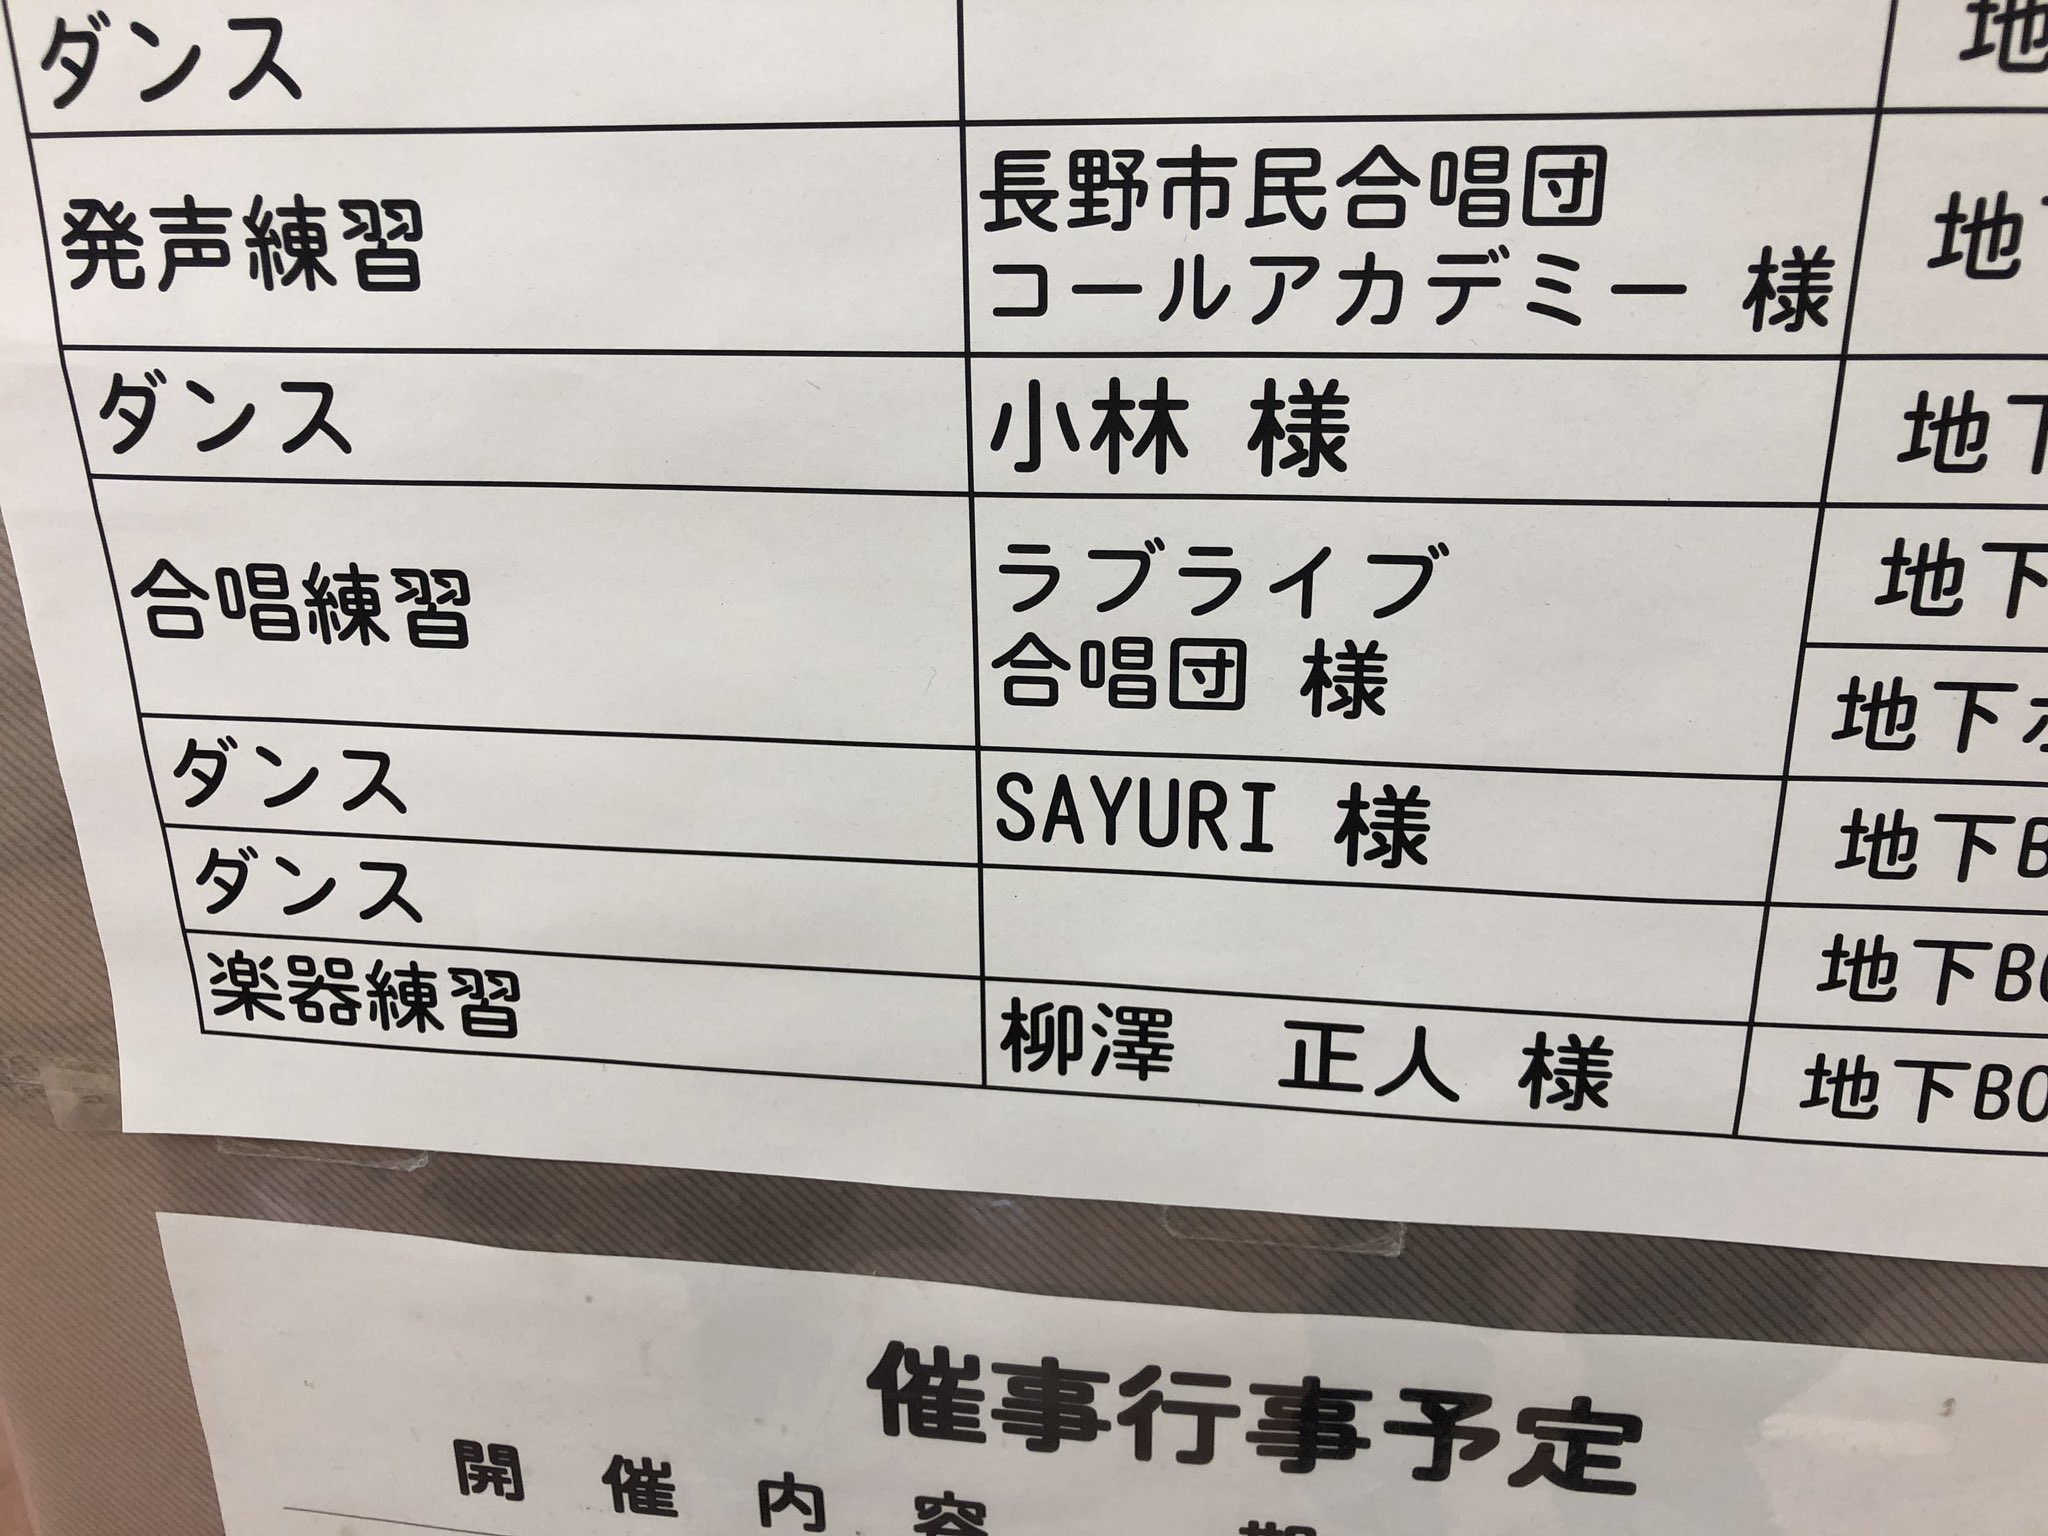 ダンス
地
発声練習
長野市民合唱団
コールアカデミー 様
地下
ダンス
小林 様
地下
合唱練習
ラブライブ
合唱団 様
地下
地下ホ
ダンス
SAYURI 様
地下B
ダンス
地下BO
楽器練習
柳澤　正人 様
地下BO
催事行事予定
開催内容